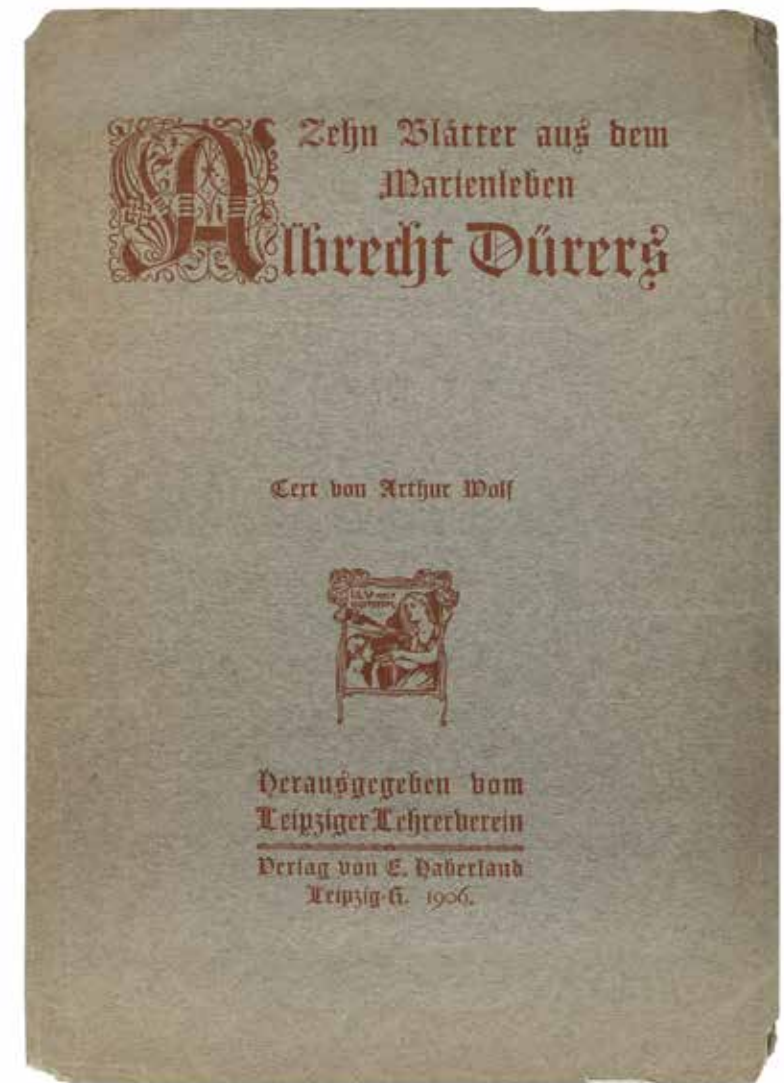 Zehn Blätter aus dem
Marienleben
Albrecht Dürers
Text von Arthur Wolf
Herausgegeben vom
Leipziger Lehrerverein
Verlag von E. Haberland
Leipzig-R. 1906.